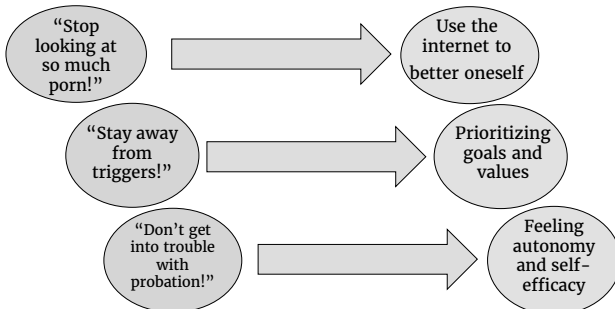 “Stop
looking at
so much
porn!”
Use the
internet to
better oneself
“Stay away
from
triggers!”
Prioritizing
goals and
values
“Don’t get
into trouble
with
probation!”
Feeling
autonomy
and self-
efficacy